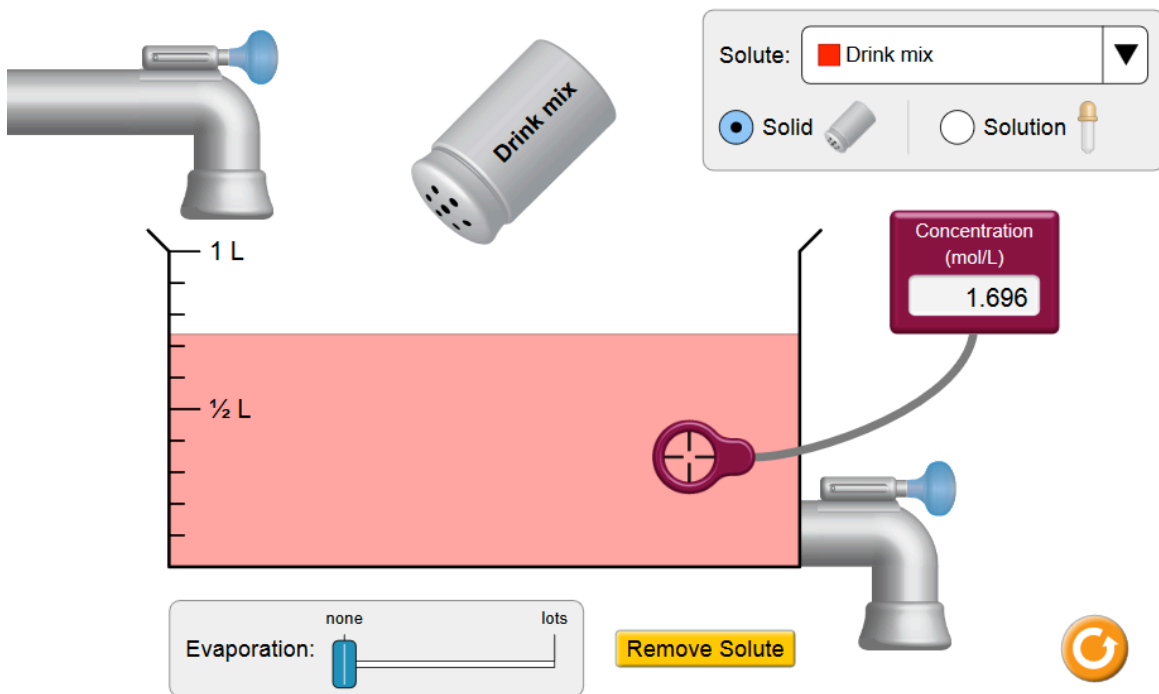 Solute: Drink mix
Solid
Solution
Drink mix
Concentration
(mol/L)
1.696
1 L
½ L
Evaporation:
none
lots
Remove Solute